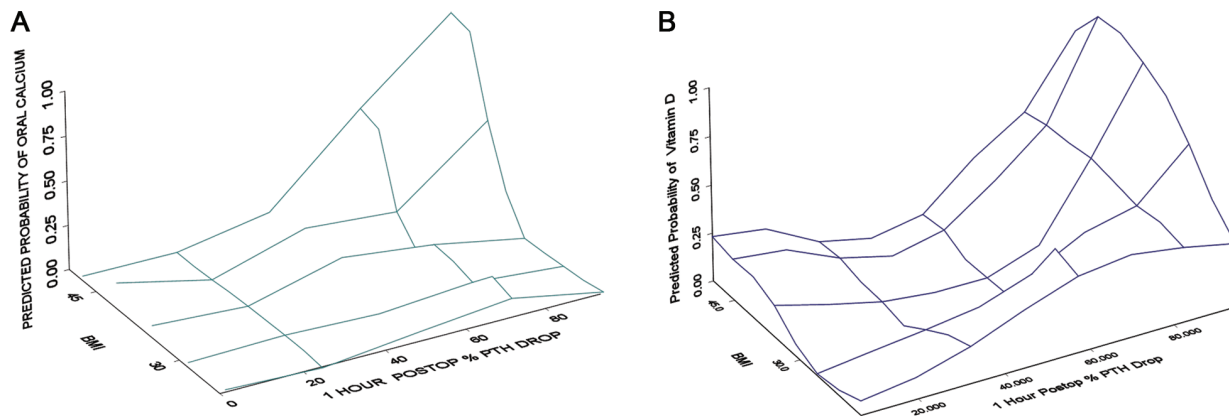 A
PREDICTED PROBABILITY OF ORAL CALCIUM
1.00
0.75
0.50
0.25
0.00
45
30
BMI
0
20
40
60
80
1 HOUR POSTOP % PTH DROP
B
Predicted Probability of Vitamin D
1.00
0.75
0.50
0.25
0.00
45.0
30.0
BMI
20.000
40.000
60.000
80.000
1 Hour Postop % PTH Drop